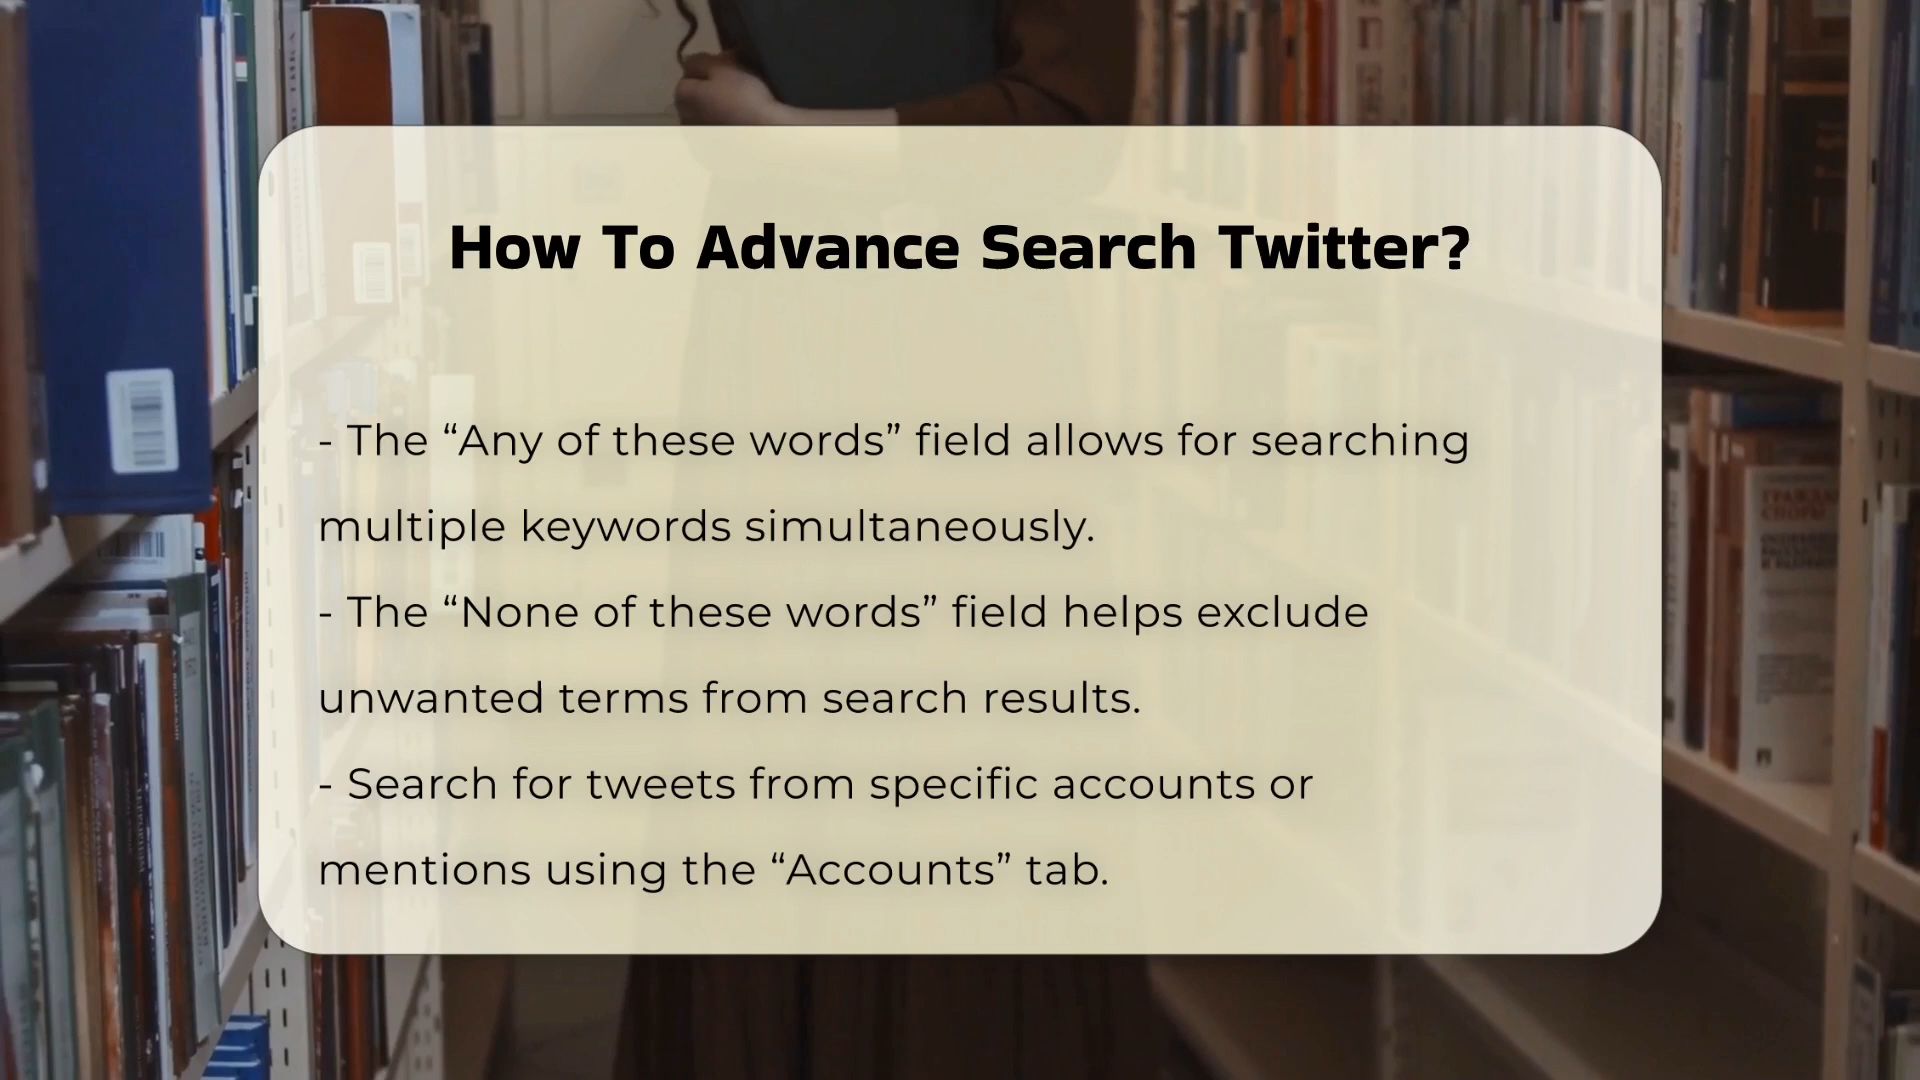 How To Advance Search Twitter?
- The “Any of these words” field allows for searching
multiple keywords simultaneously.
- The “None of these words” field helps exclude
unwanted terms from search results.
- Search for tweets from specific accounts or
mentions using the “Accounts” tab.